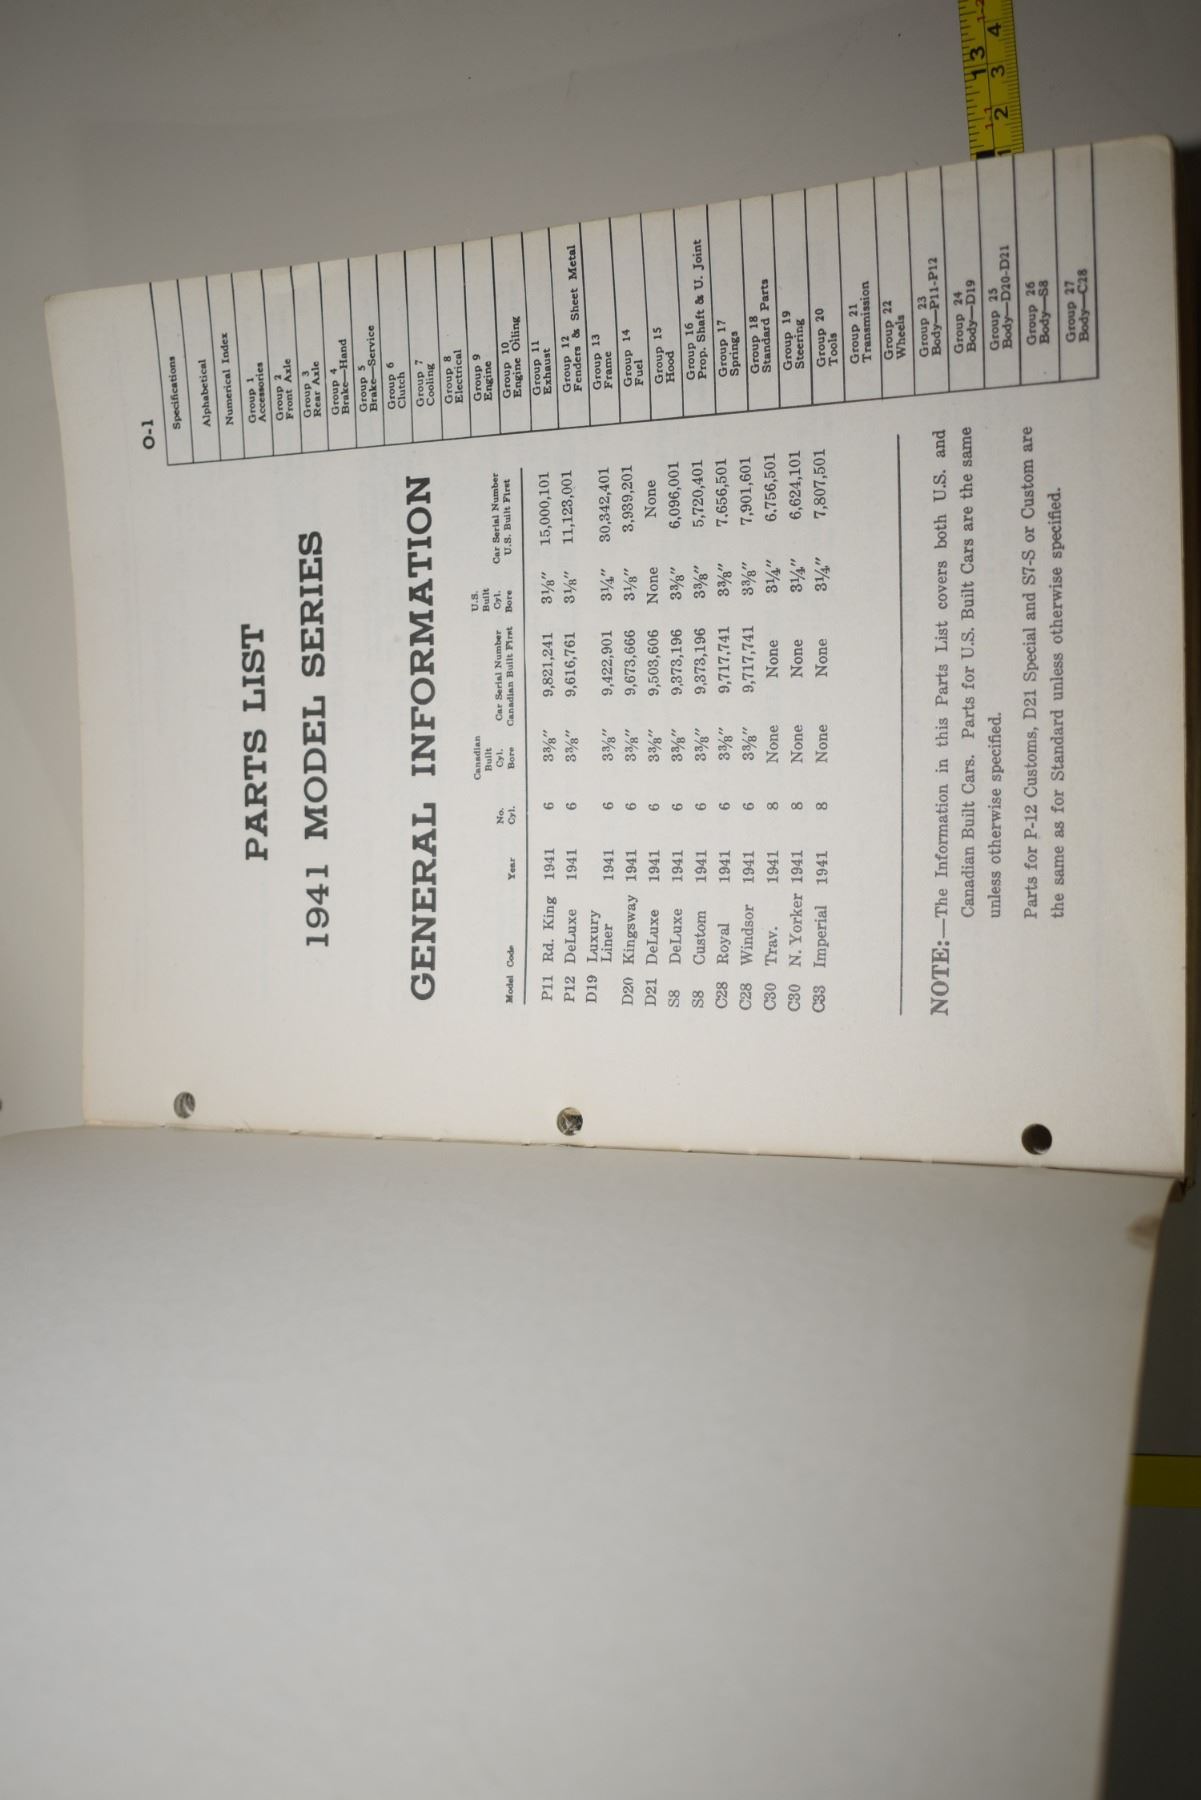 O-1
PARTS LIST
1941 MODEL SERIES
GENERAL INFORMATION
Model Code Year No. Cyl. Canadian Built Cyl. Bore Car Serial Number Canadian Built First U.S. Built Cyl. Bore Car Serial Number U.S. Built First
P11 Rd. King 1941 6 3⅜″ 9,821,241 3⅛″ 15,000,101
P12 DeLuxe 1941 6 3⅜″ 9,616,761 3⅛″ 11,123,001
D19 Luxury
Liner 1941 6 3⅜″ 9,422,901 3¼″ 30,342,401
D20 Kingsway 1941 6 3⅜″ 9,673,666 3⅛″ 3,939,201
D21 DeLuxe 1941 6 3⅜″ 9,503,606 None None
S8 DeLuxe 1941 6 3⅜″ 9,373,196 3⅜″ 6,096,001
S8 Custom 1941 6 3⅜″ 9,373,196 3⅜″ 5,720,401
C28 Royal 1941 6 3⅜″ 9,717,741 3⅜″ 7,656,501
C28 Windsor 1941 6 3⅜″ 9,717,741 3⅜″ 7,901,601
C30 Trav. 1941 8 None None 3¼″ 6,756,501
C30 N. Yorker 1941 8 None None 3¼″ 6,624,101
C33 Imperial 1941 8 None None 3¼″ 7,807,501
NOTE:—The Information in this Parts List covers both U.S. and
Canadian Built Cars. Parts for U.S. Built Cars are the same
unless otherwise specified.
Parts for P-12 Customs, D21 Special and S7-S or Custom are
the same as for Standard unless otherwise specified.
Specifications
Alphabetical
Numerical Index
Group 1
Accessories
Group 2
Front Axle
Group 3
Rear Axle
Group 4
Brake—Hand
Group 5
Brake—Service
Group 6
Clutch
Group 7
Cooling
Group 8
Electrical
Group 9
Engine
Group 10
Engine Oiling
Group 11
Exhaust
Group 12
Fenders & Sheet Metal
Group 13
Frame
Group 14
Fuel
Group 15
Hood
Group 16
Prop. Shaft & U. Joint
Group 17
Springs
Group 18
Standard Parts
Group 19
Steering
Group 20
Tools
Group 21
Transmission
Group 22
Wheels
Group 23
Body—P11-P12
Group 24
Body—D19
Group 25
Body—D20-D21
Group 26
Body—S8
Group 27
Body—C28
1 2 3 4
13